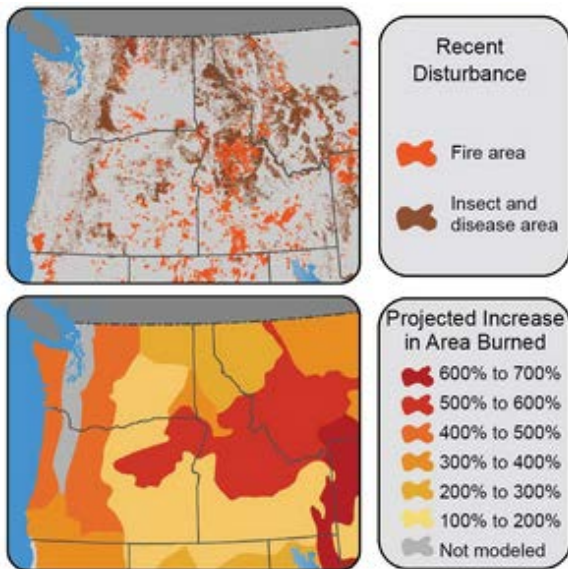 Recent
Disturbance
Fire area
Insect and
disease area
Projected Increase
in Area Burned
600% to 700%
500% to 600%
400% to 500%
300% to 400%
200% to 300%
100% to 200%
Not modeled